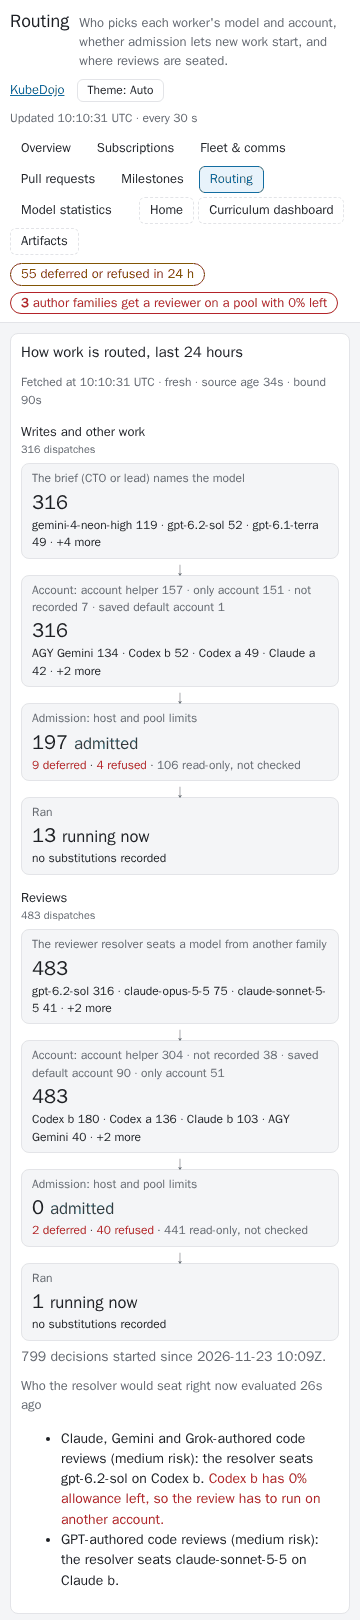 Routing
Who picks each worker's model and account,
whether admission lets new work start, and
where reviews are seated.
KubeDojo
Theme: Auto
Updated 10:10:31 UTC · every 30 s
Overview
Subscriptions
Fleet & comms
Pull requests
Milestones
Routing
Model statistics
Home
Curriculum dashboard
Artifacts
55 deferred or refused in 24 h
3 author families get a reviewer on a pool with 0% left
How work is routed, last 24 hours
Fetched at 10:10:31 UTC · fresh · source age 34s · bound
90s
Writes and other work
316 dispatches
The brief (CTO or lead) names the model
316
gemini-4-neon-high 119 · gpt-6.2-sol 52 · gpt-6.1-terra
49 · +4 more
↓
Account: account helper 157 · only account 151 · not
recorded 7 · saved default account 1
316
AGY Gemini 134 · Codex b 52 · Codex a 49 · Claude a
42 · +2 more
↓
Admission: host and pool limits
197 admitted
9 deferred · 4 refused · 106 read-only, not checked
↓
Ran
13 running now
no substitutions recorded
Reviews
483 dispatches
The reviewer resolver seats a model from another family
483
gpt-6.2-sol 316 · claude-opus-5-5 75 · claude-sonnet-5-
5 41 · +2 more
↓
Account: account helper 304 · not recorded 38 · saved
default account 90 · only account 51
483
Codex b 180 · Codex a 136 · Claude b 103 · AGY
Gemini 40 · +2 more
↓
Admission: host and pool limits
0 admitted
2 deferred · 40 refused · 441 read-only, not checked
↓
Ran
1 running now
no substitutions recorded
799 decisions started since 2026-11-23 10:09Z.
Who the resolver would seat right now evaluated 26s
ago
• Claude, Gemini and Grok-authored code
reviews (medium risk): the resolver seats
gpt-6.2-sol on Codex b. Codex b has 0%
allowance left, so the review has to run on
another account.
• GPT-authored code reviews (medium risk):
the resolver seats claude-sonnet-5-5 on
Claude b.